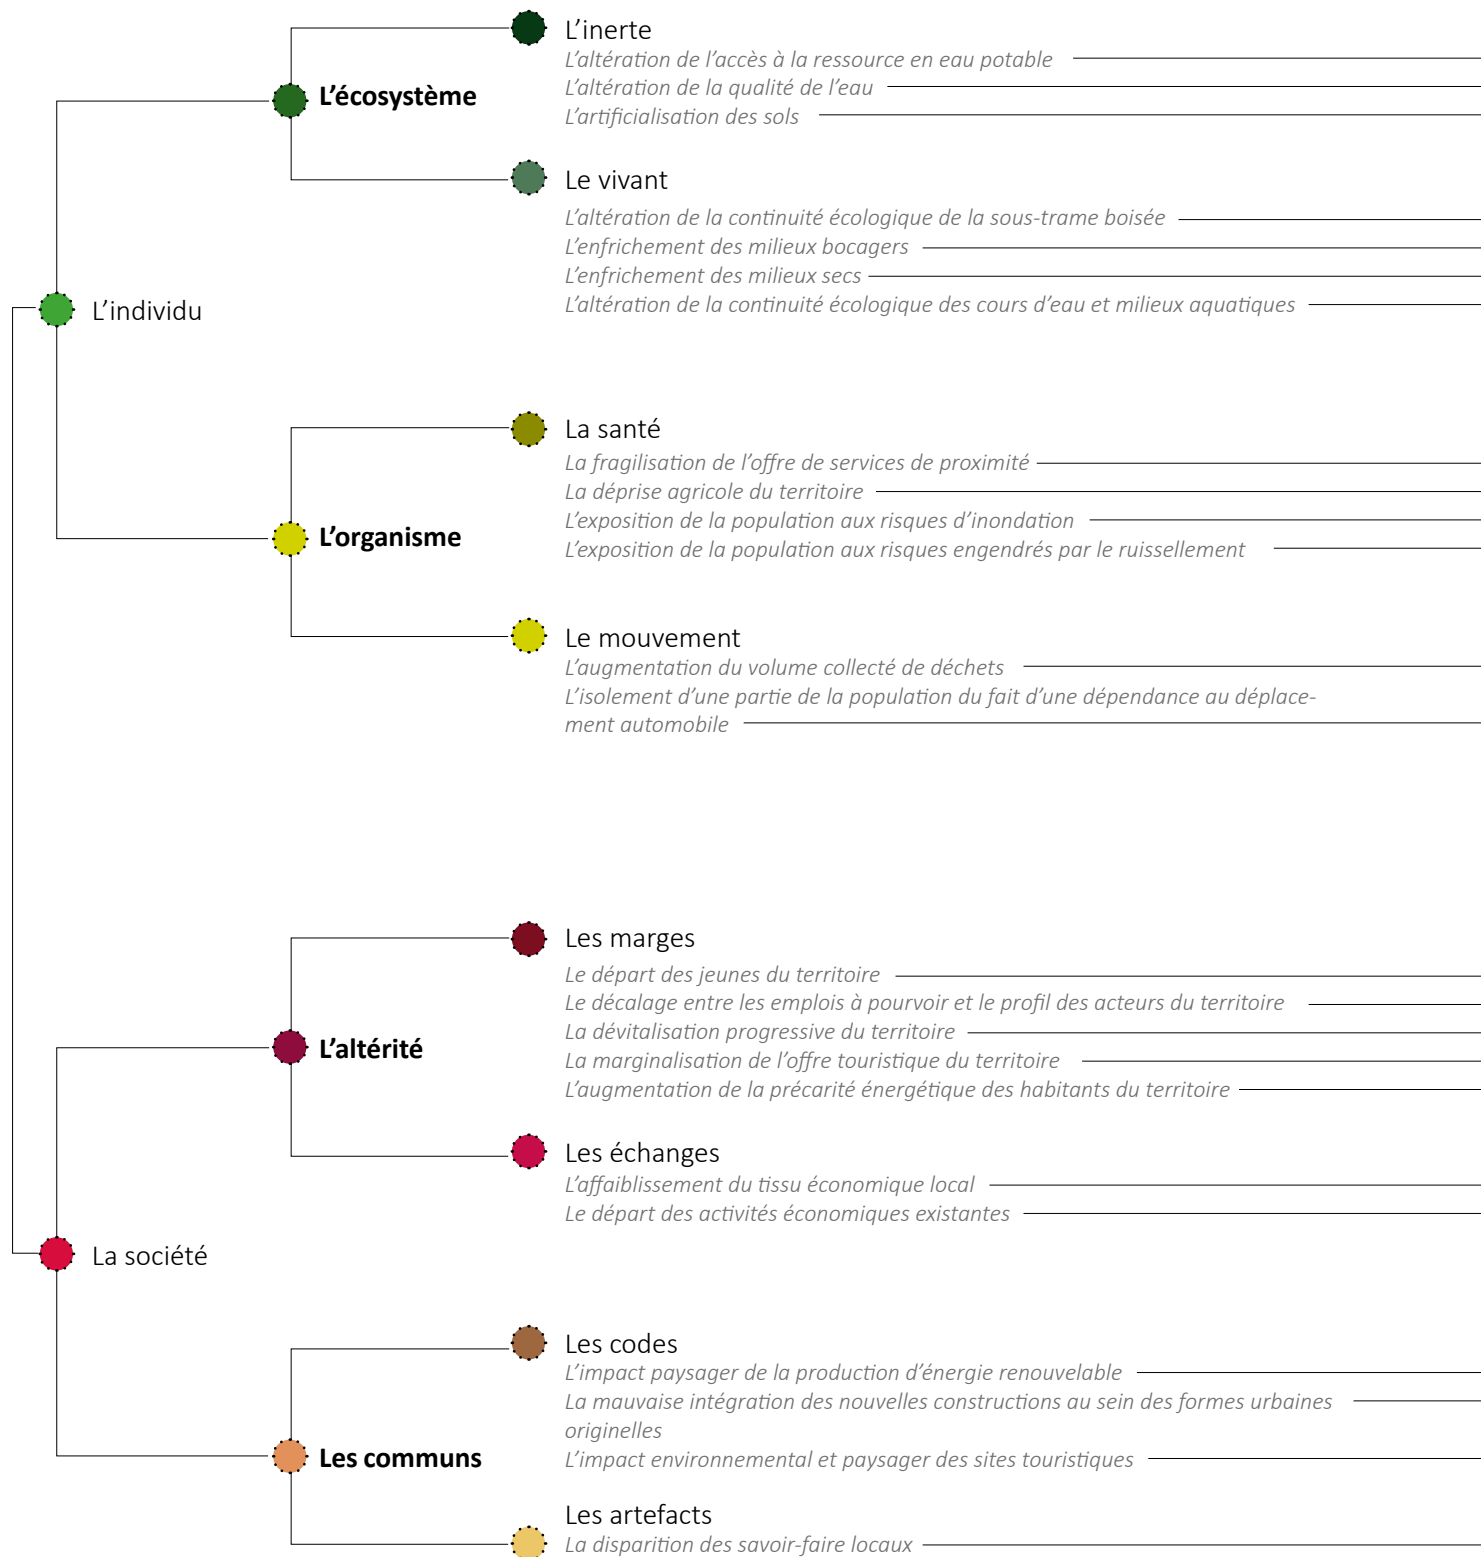 L’inerte
L’altération de l’accès à la ressource en eau potable
L’altération de la qualité de l’eau
L’écosystème
L’artificialisation des sols
Le vivant
L’altération de la continuité écologique de la sous-trame boisée
L’enfrichement des milieux bocagers
L’enfrichement des milieux secs
L’altération de la continuité écologique des cours d’eau et milieux aquatiques
L’individu
La santé
La fragilisation de l’offre de services de proximité
La déprise agricole du territoire
L’exposition de la population aux risques d’inondation
L’organisme
L’exposition de la population aux risques engendrés par le ruissellement
Le mouvement
L’augmentation du volume collecté de déchets
L’isolement d’une partie de la population du fait d’une dépendance au déplace-
ment automobile
Les marges
Le départ des jeunes du territoire
Le décalage entre les emplois à pourvoir et le profil des acteurs du territoire
La dévitalisation progressive du territoire
L’altérité
La marginalisation de l’offre touristique du territoire
L’augmentation de la précarité énergétique des habitants du territoire
Les échanges
L’affaiblissement du tissu économique local
Le départ des activités économiques existantes
La société
Les codes
L’impact paysager de la production d’énergie renouvelable
La mauvaise intégration des nouvelles constructions au sein des formes urbaines
originelles
Les communs
L’impact environnemental et paysager des sites touristiques
Les artefacts
La disparition des savoir-faire locaux